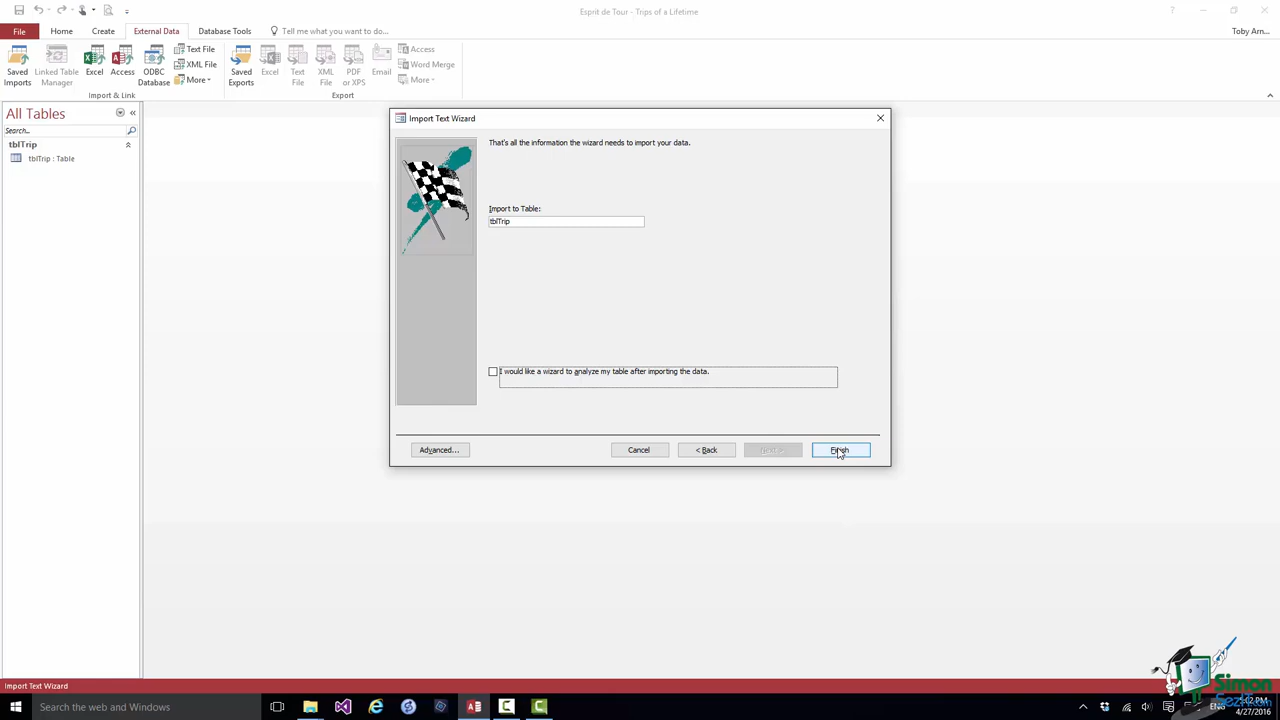 Esprit de Tour - Trips of a Lifetime
File
Home
Create
External Data
Database Tools
Tell me what you want to do...
Toby Arn...
Saved Imports
Linked Table Manager
Excel
Access
ODBC Database
Text File
XML File
More
Import & Link
Saved Exports
Excel
Text File
XML File
PDF or XPS
Email
Access
Word Merge
More
Export
All Tables
Search...
tblTrip
tblTrip : Table
Import Text Wizard
That's all the information the wizard needs to import your data.
Import to Table:
tblTrip
I would like a wizard to analyze my table after importing the data.
Advanced...
Cancel
< Back
Next >
Finish
Import Text Wizard
Search the web and Windows
4/27/2016
Simon
SezIT.com